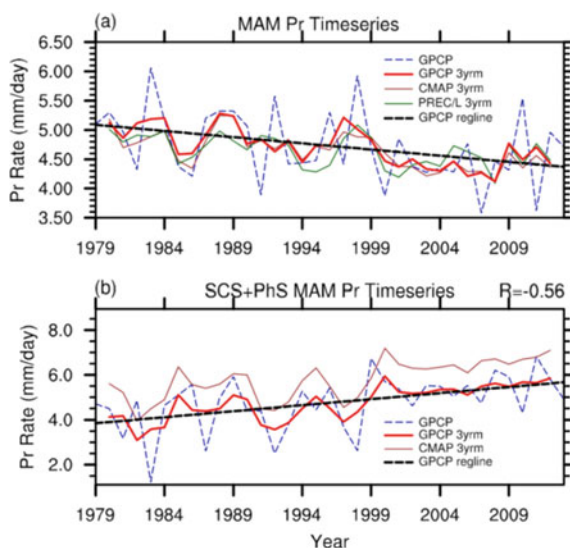 (a) MAM Pr Timeseries
6.50
6.00
5.50
5.00
4.50
4.00
3.50
Pr Rate (mm/day)
GPCP
GPCP 3yrm
CMAP 3yrm
PREC/L 3yrm
GPCP regline
1979 1984 1989 1994 1999 2004 2009
(b) SCS+PhS MAM Pr Timeseries R=-0.56
8.0
6.0
4.0
2.0
Pr Rate (mm/day)
GPCP
GPCP 3yrm
CMAP 3yrm
GPCP regline
1979 1984 1989 1994 1999 2004 2009
Year